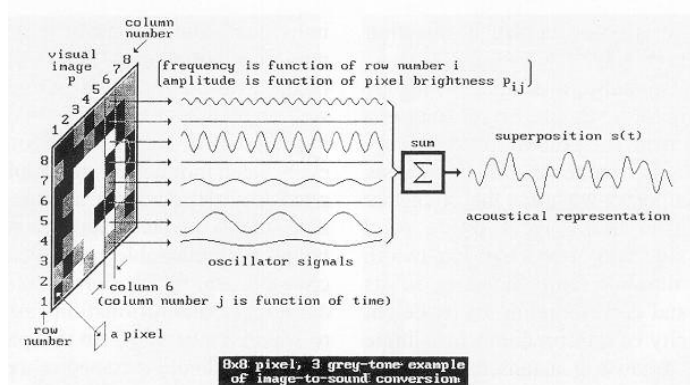 column
number
visual
image
P
1 2 3 4 5 6 7 8
(frequency is function of row number i
amplitude is function of pixel brightness pij)
8
7
6
5
4
3
2
1
sum
Σ
superposition s(t)
acoustical representation
oscillator signals
column 6
(column number j is function of time)
row
number
a pixel
8x8 pixel, 3 grey-tone example
of image-to-sound conversion